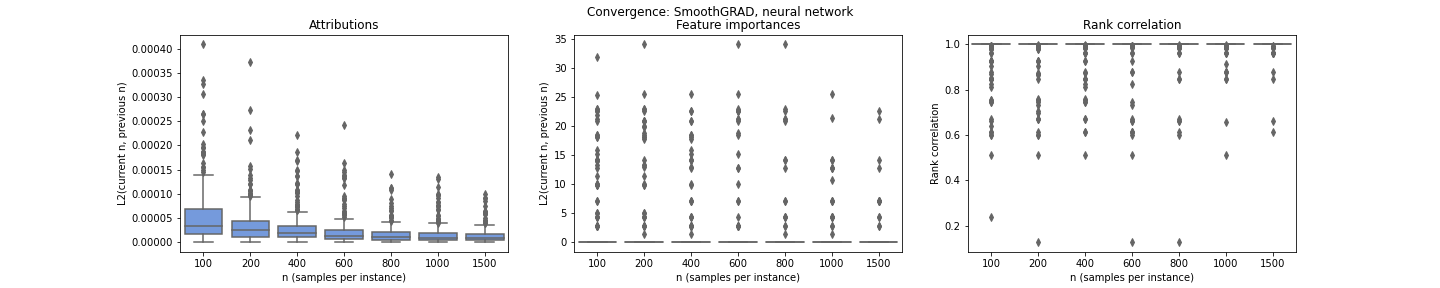 Convergence: SmoothGRAD, neural network
Attributions
L2(current n, previous n)
0.00040
0.00035
0.00030
0.00025
0.00020
0.00015
0.00010
0.00005
0.00000
100 200 400 600 800 1000 1500
n (samples per instance)
Feature importances
L2(current n, previous n)
35
30
25
20
15
10
5
0
100 200 400 600 800 1000 1500
n (samples per instance)
Rank correlation
Rank correlation
1.0
0.8
0.6
0.4
0.2
100 200 400 600 800 1000 1500
n (samples per instance)